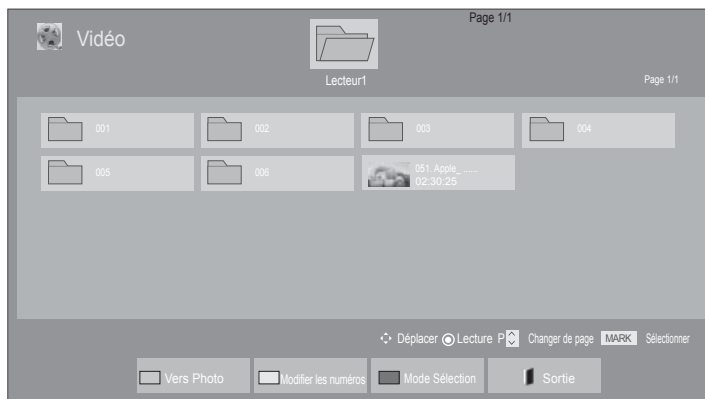 Page 1/1
Vidéo
Lecteur1
Page 1/1
001 002 003 004
005 006 051. Apple_ ......
02:30:25
Déplacer Lecture P Changer de page MARK Sélectionner
Vers Photo Modifier les numéros Mode Sélection Sortie